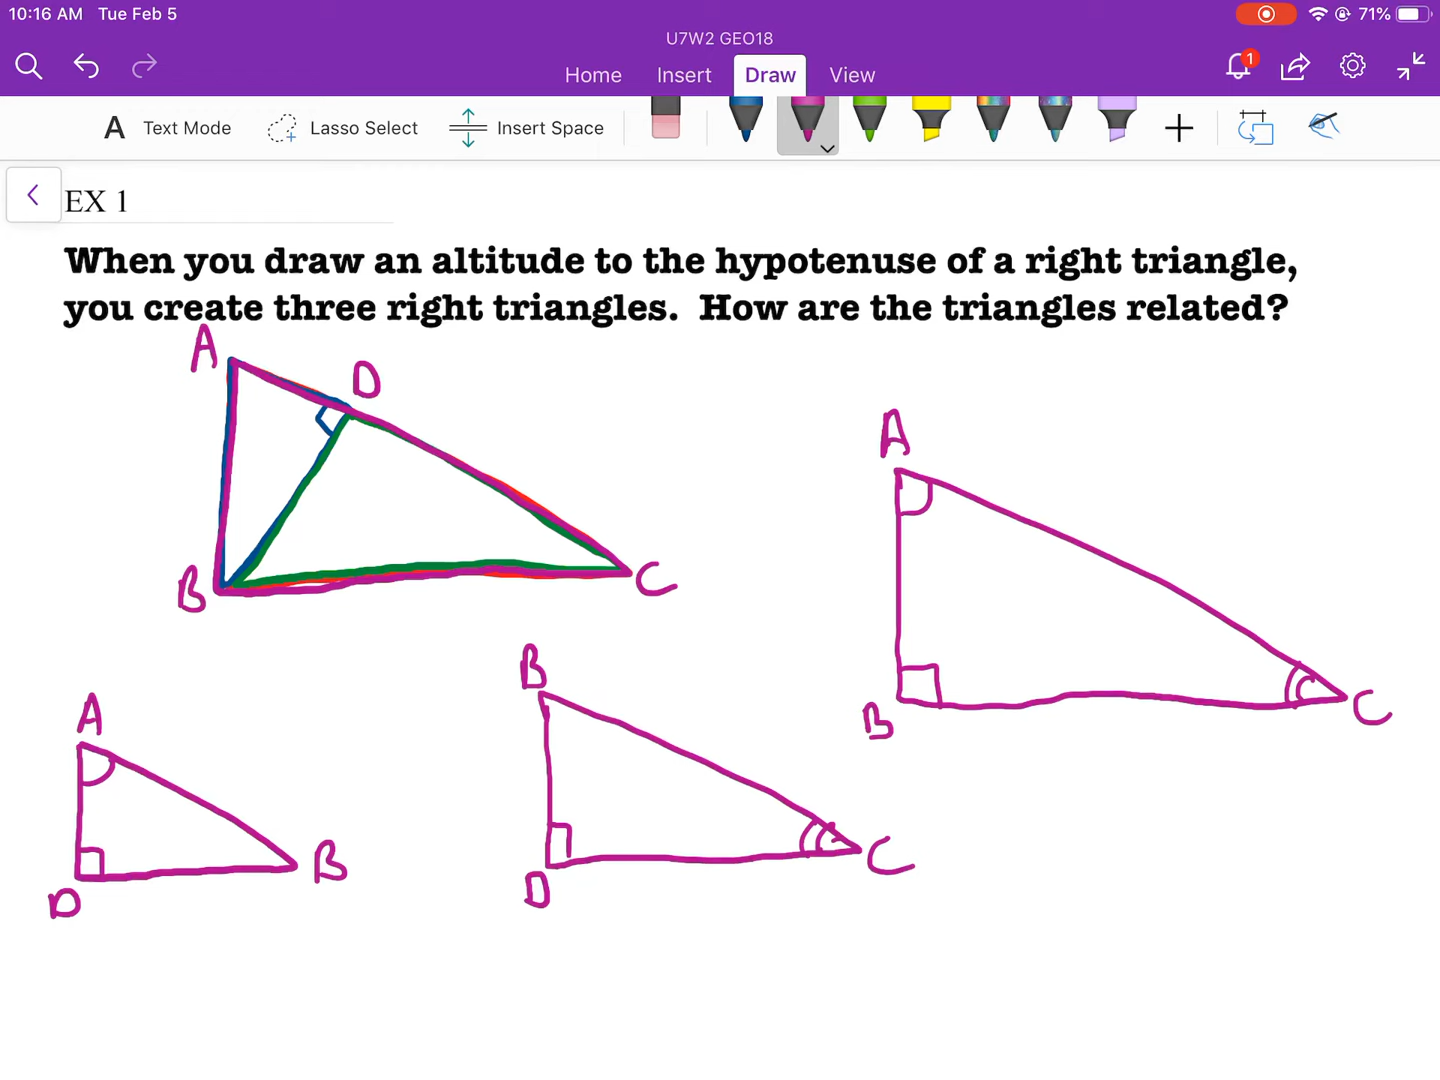 10:16 AM Tue Feb 5
71%
U7W2 GEO18
Home Insert Draw View
1
A Text Mode Lasso Select Insert Space
EX 1
When you draw an altitude to the hypotenuse of a right triangle,
you create three right triangles. How are the triangles related?
A
D
B
C
A
B
C
B
D
C
A
D
B